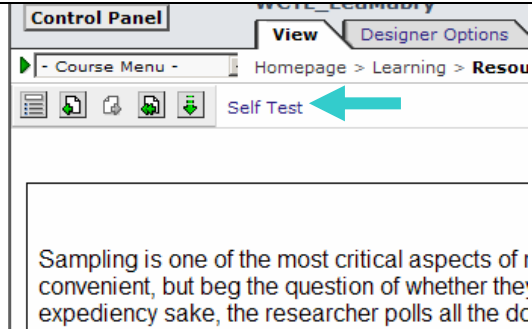 Control Panel
View Designer Options
- Course Menu - Homepage > Learning >
Self Test
Sampling is one of the most critical aspects of
convenient, but beg the question of whether they
expediency sake, the researcher polls all the